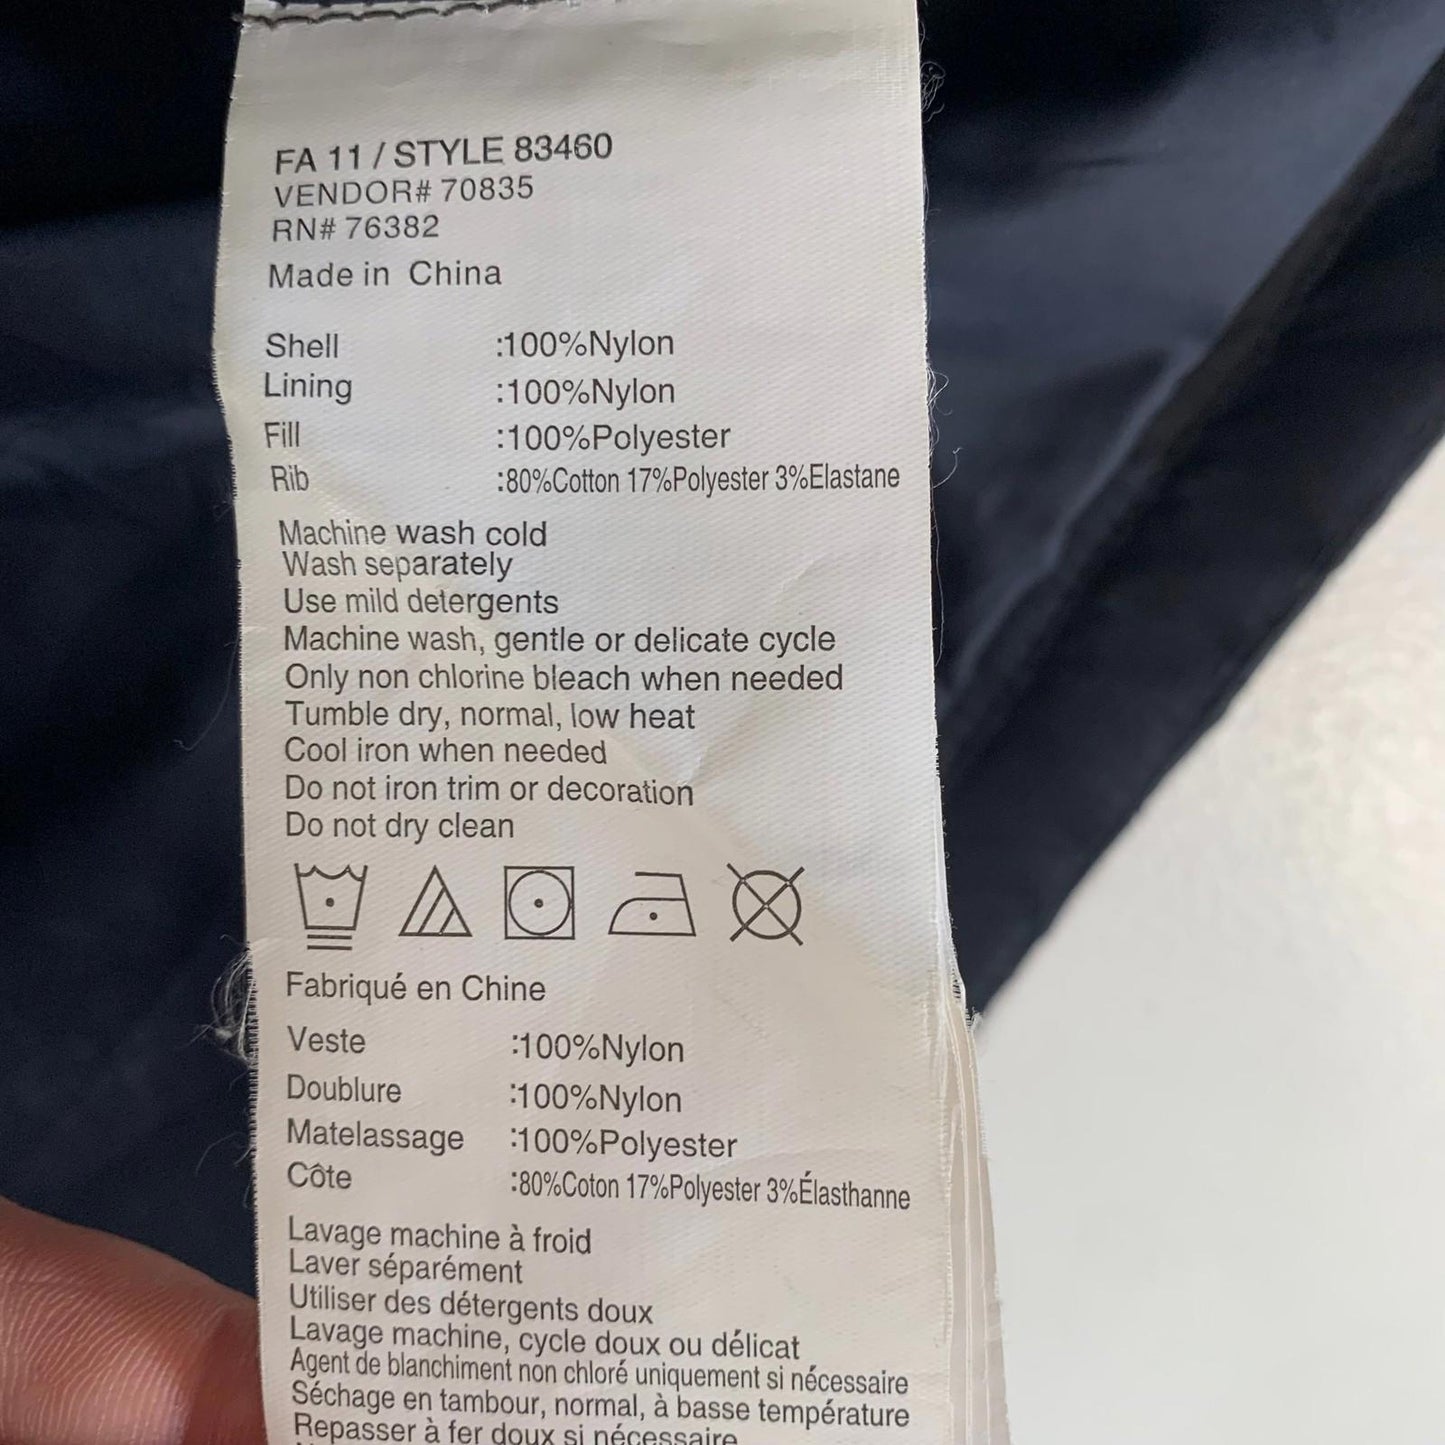 FA 11 / STYLE 83460
VENDOR# 70835
RN# 76382
Made in China
Shell :100%Nylon
Lining :100%Nylon
Fill :100%Polyester
Rib :80%Cotton 17%Polyester 3%Elastane
Machine wash cold
Wash separately
Use mild detergents
Machine wash, gentle or delicate cycle
Only non chlorine bleach when needed
Tumble dry, normal, low heat
Cool iron when needed
Do not iron trim or decoration
Do not dry clean
Fabriqué en Chine
Veste :100%Nylon
Doublure :100%Nylon
Matelassage :100%Polyester
Côte :80%Coton 17%Polyester 3%Élasthanne
Lavage machine à froid
Laver séparément
Utiliser des détergents doux
Lavage machine, cycle doux ou délicat
Agent de blanchiment non chloré uniquement si nécessaire
Séchage en tambour, normal, à basse température
Repasser à fer doux si nécessaire